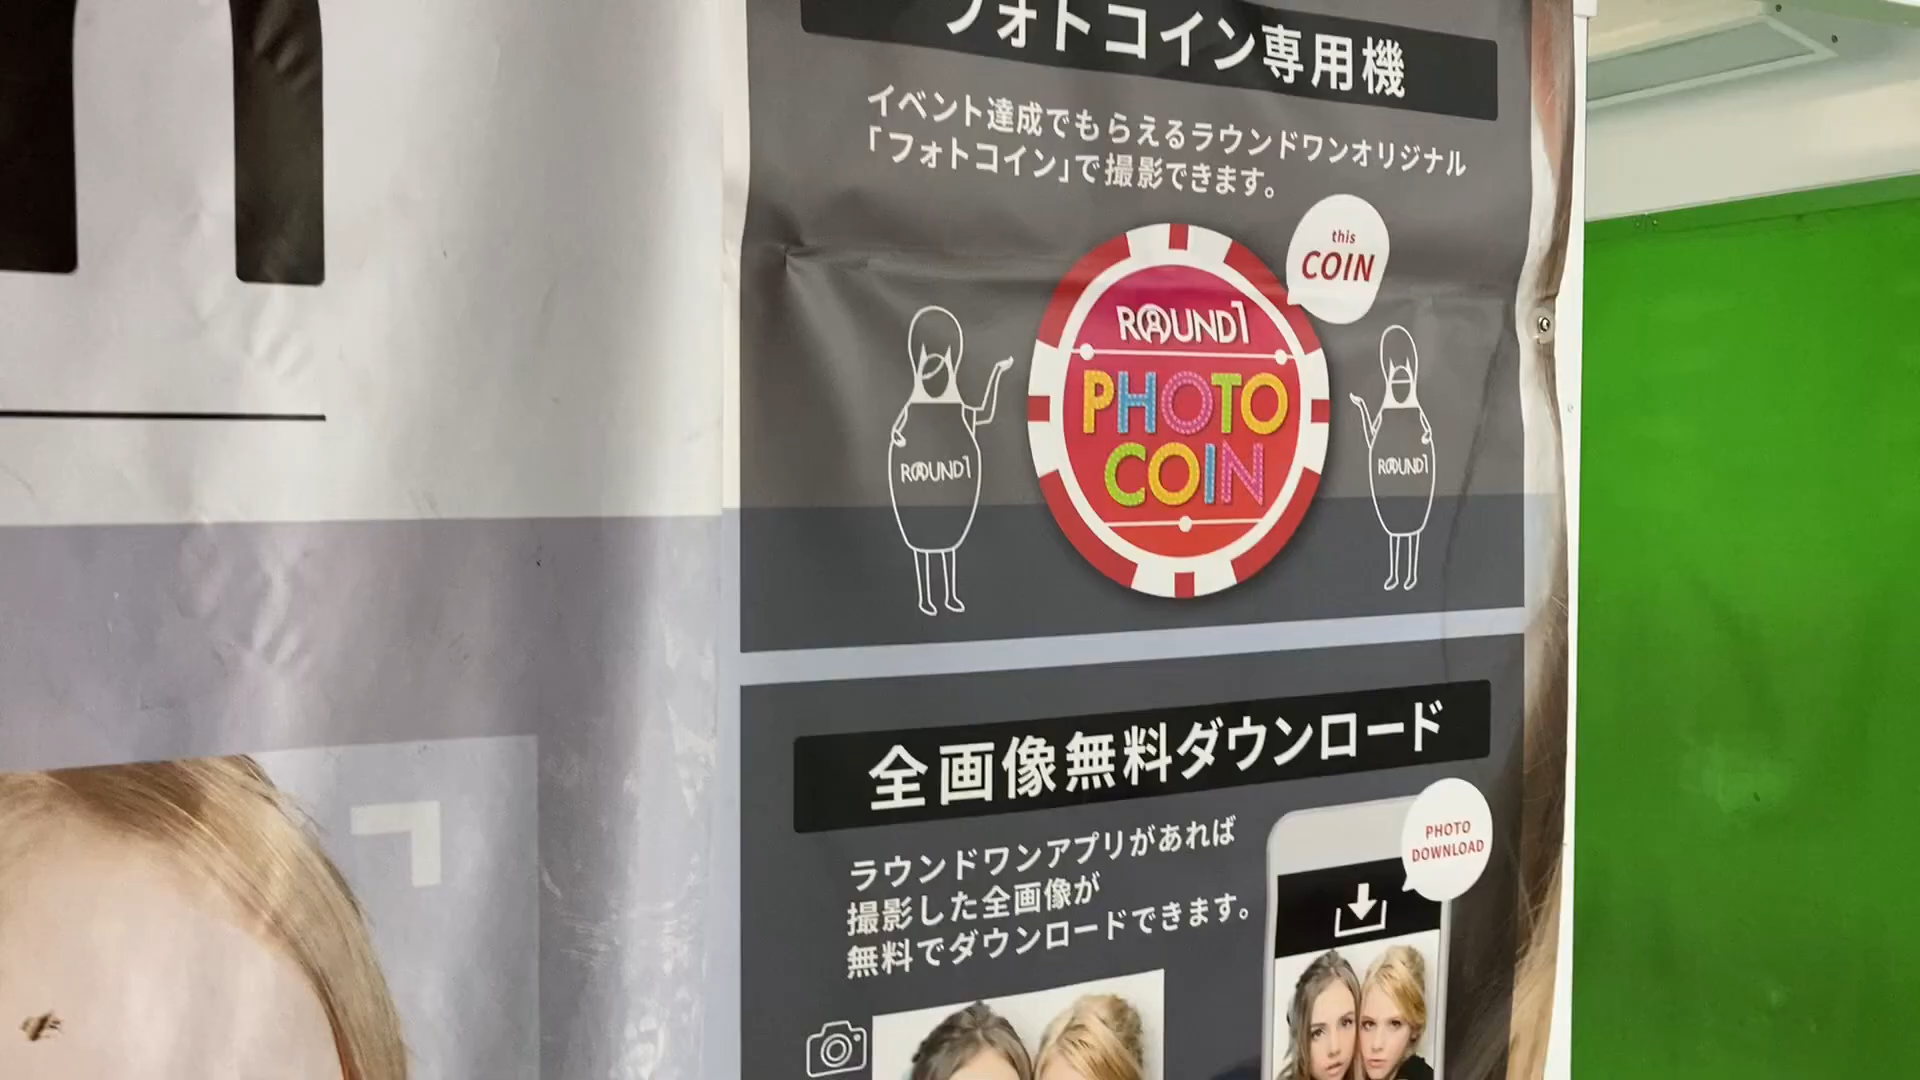 フォトコイン専用機
イベント達成でもらえるラウンドワンオリジナル
「フォトコイン」で撮影できます。
this
COIN
ROUND1
PHOTO
COIN
ROUND1
ROUND1
全画像無料ダウンロード
ラウンドワンアプリがあれば
撮影した全画像が
無料でダウンロードできます。
PHOTO
DOWNLOAD